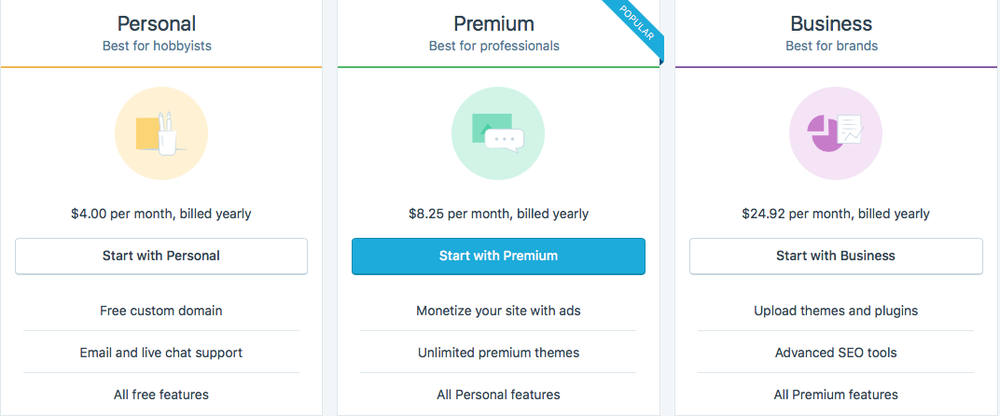 Personal
Best for hobbyists
$4.00 per month, billed yearly
Start with Personal
Free custom domain
Email and live chat support
All free features
Premium
POPULAR
Best for professionals
$8.25 per month, billed yearly
Start with Premium
Monetize your site with ads
Unlimited premium themes
All Personal features
Business
Best for brands
$24.92 per month, billed yearly
Start with Business
Upload themes and plugins
Advanced SEO tools
All Premium features